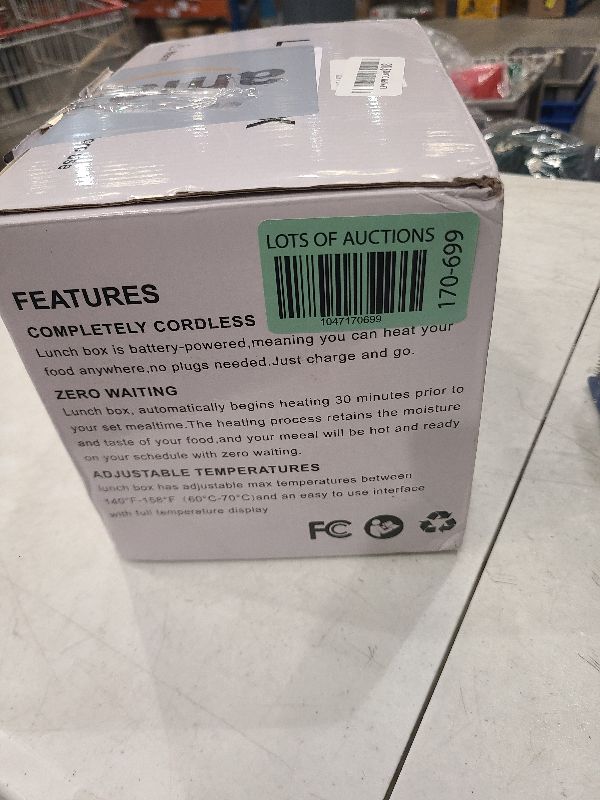 LOTS OF AUCTIONS
170-699
1047170699
FEATURES
COMPLETELY CORDLESS
Lunch box is battery-powered,meaning you can heat your
food anywhere,no plugs needed.Just charge and go.
ZERO WAITING
Lunch box, automatically begins heating 30 minutes prior to
your set mealtime.The heating process retains the moisture
and taste of your food,and your meeal will be hot and ready
on your schedule with zero waiting.
ADJUSTABLE TEMPERATURES
lunch box has adjustable max temperatures between
140°F-158°F (60°C-70°C)and an easy to use interface
with full temperature display
FC